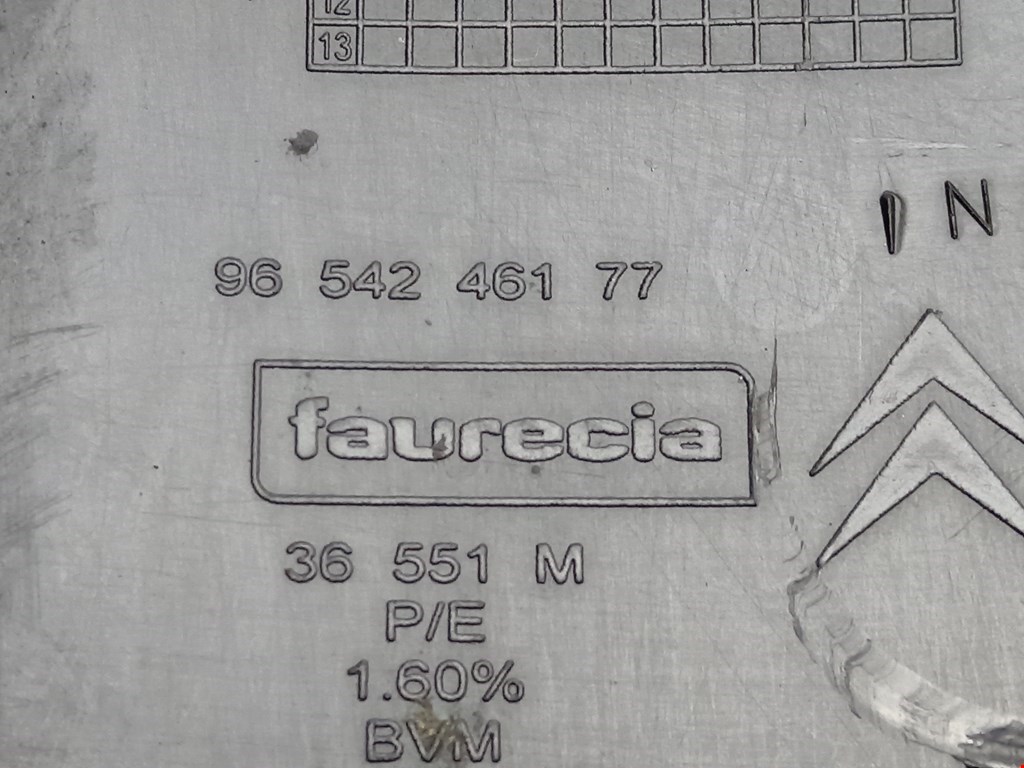 12
13
N
96 542 461 77
faurecia
36 551 M
P/E
1.60%
BVM